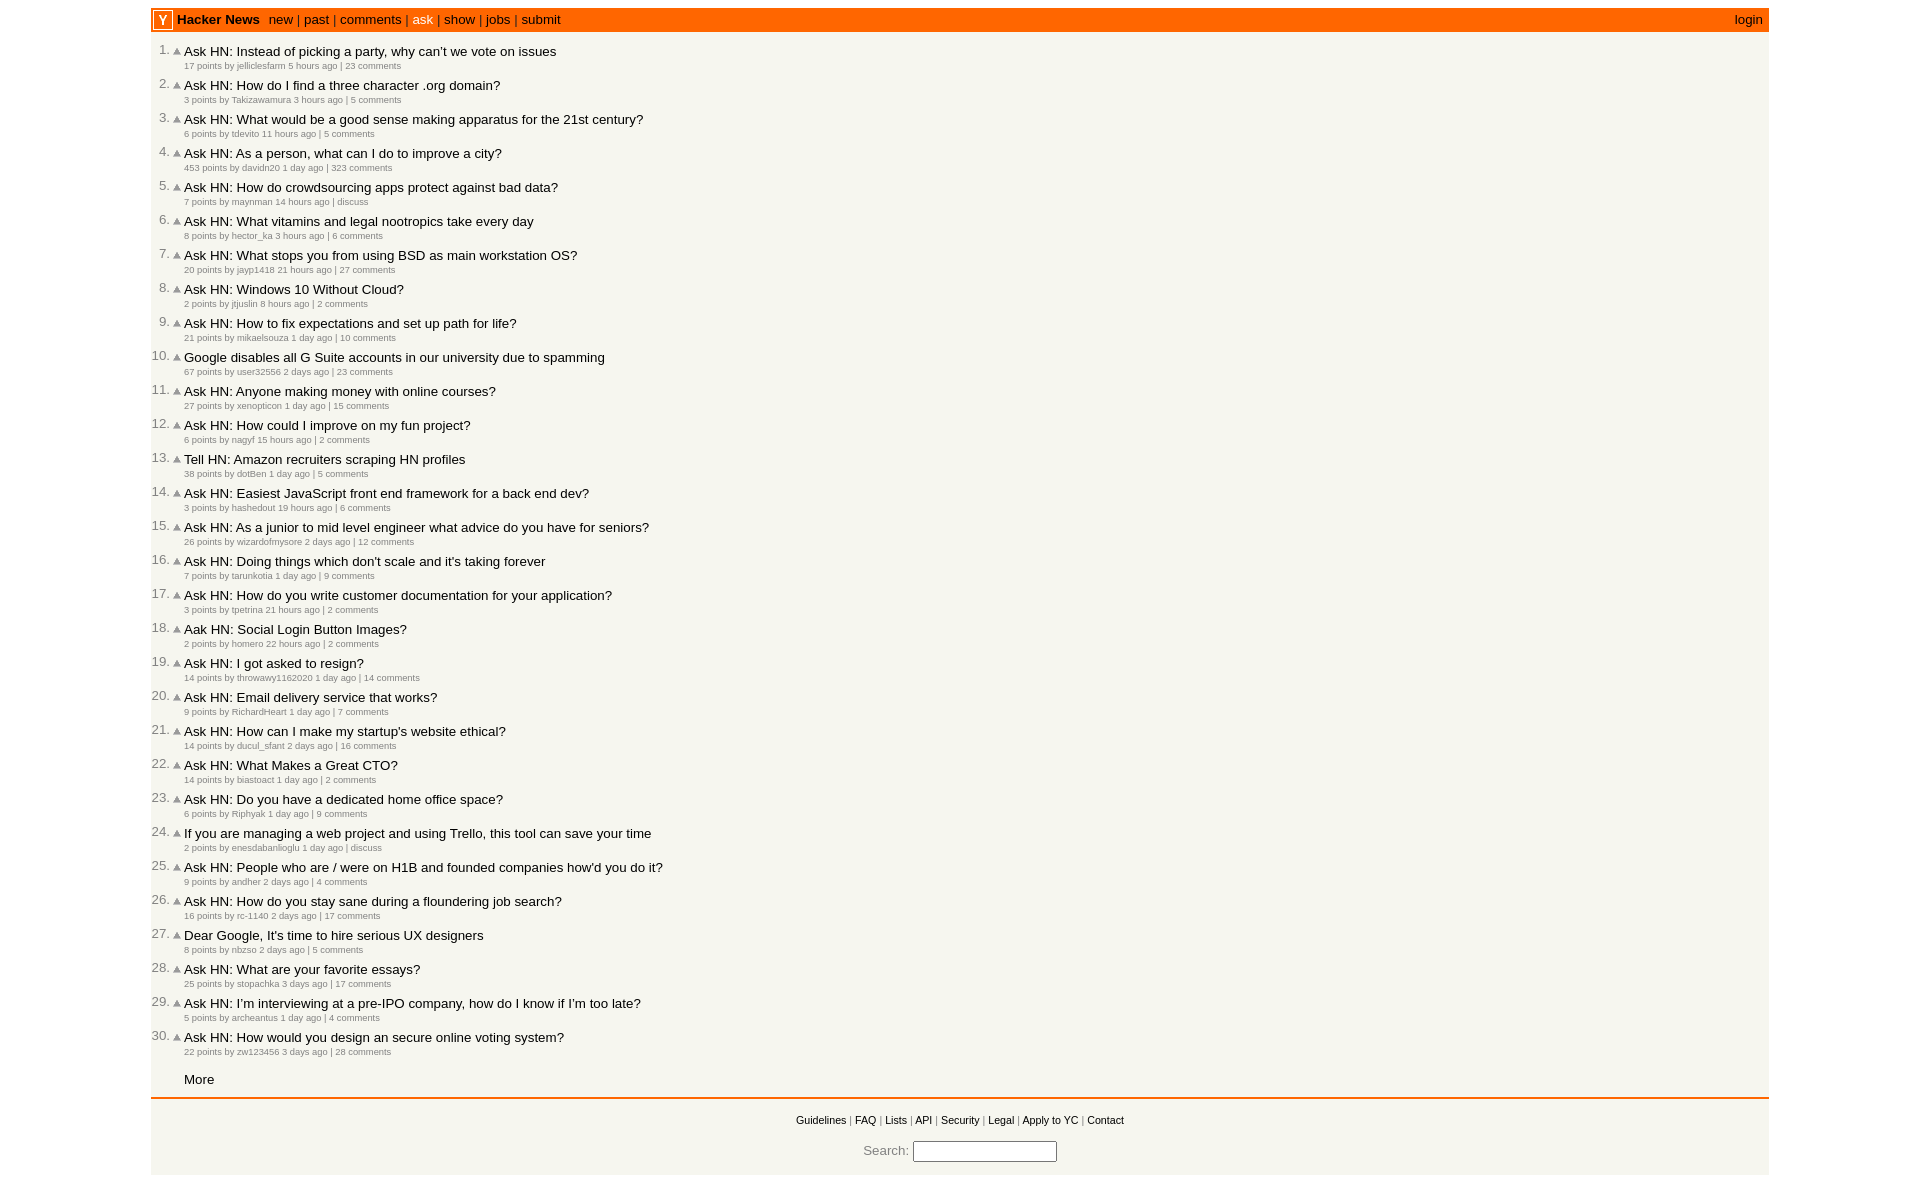 Y Hacker News new | past | comments | ask | show | jobs | submit login
1. Ask HN: Instead of picking a party, why can’t we vote on issues
17 points by jelliclesfarm 5 hours ago | 23 comments
2. Ask HN: How do I find a three character .org domain?
3 points by Takizawamura 3 hours ago | 5 comments
3. Ask HN: What would be a good sense making apparatus for the 21st century?
6 points by tdevito 11 hours ago | 5 comments
4. Ask HN: As a person, what can I do to improve a city?
453 points by davidn20 1 day ago | 323 comments
5. Ask HN: How do crowdsourcing apps protect against bad data?
7 points by maynman 14 hours ago | discuss
6. Ask HN: What vitamins and legal nootropics take every day
8 points by hector_ka 3 hours ago | 6 comments
7. Ask HN: What stops you from using BSD as main workstation OS?
20 points by jayp1418 21 hours ago | 27 comments
8. Ask HN: Windows 10 Without Cloud?
2 points by jtjuslin 8 hours ago | 2 comments
9. Ask HN: How to fix expectations and set up path for life?
21 points by mikaelsouza 1 day ago | 10 comments
10. Google disables all G Suite accounts in our university due to spamming
67 points by user32556 2 days ago | 23 comments
11. Ask HN: Anyone making money with online courses?
27 points by xenopticon 1 day ago | 15 comments
12. Ask HN: How could I improve on my fun project?
6 points by nagyf 15 hours ago | 2 comments
13. Tell HN: Amazon recruiters scraping HN profiles
38 points by dotBen 1 day ago | 5 comments
14. Ask HN: Easiest JavaScript front end framework for a back end dev?
3 points by hashedout 19 hours ago | 6 comments
15. Ask HN: As a junior to mid level engineer what advice do you have for seniors?
26 points by wizardofmysore 2 days ago | 12 comments
16. Ask HN: Doing things which don't scale and it's taking forever
7 points by tarunkotia 1 day ago | 9 comments
17. Ask HN: How do you write customer documentation for your application?
3 points by tpetrina 21 hours ago | 2 comments
18. Aak HN: Social Login Button Images?
2 points by homero 22 hours ago | 2 comments
19. Ask HN: I got asked to resign?
14 points by throwawy1162020 1 day ago | 14 comments
20. Ask HN: Email delivery service that works?
9 points by RichardHeart 1 day ago | 7 comments
21. Ask HN: How can I make my startup's website ethical?
14 points by ducul_sfant 2 days ago | 16 comments
22. Ask HN: What Makes a Great CTO?
14 points by biastoact 1 day ago | 2 comments
23. Ask HN: Do you have a dedicated home office space?
6 points by Riphyak 1 day ago | 9 comments
24. If you are managing a web project and using Trello, this tool can save your time
2 points by enesdabanlioglu 1 day ago | discuss
25. Ask HN: People who are / were on H1B and founded companies how'd you do it?
9 points by andher 2 days ago | 4 comments
26. Ask HN: How do you stay sane during a floundering job search?
16 points by rc-1140 2 days ago | 17 comments
27. Dear Google, It's time to hire serious UX designers
8 points by nbzso 2 days ago | 5 comments
28. Ask HN: What are your favorite essays?
25 points by stopachka 3 days ago | 17 comments
29. Ask HN: I’m interviewing at a pre-IPO company, how do I know if I’m too late?
5 points by archeantus 1 day ago | 4 comments
30. Ask HN: How would you design an secure online voting system?
22 points by zw123456 3 days ago | 28 comments
More
Guidelines | FAQ | Lists | API | Security | Legal | Apply to YC | Contact
Search: